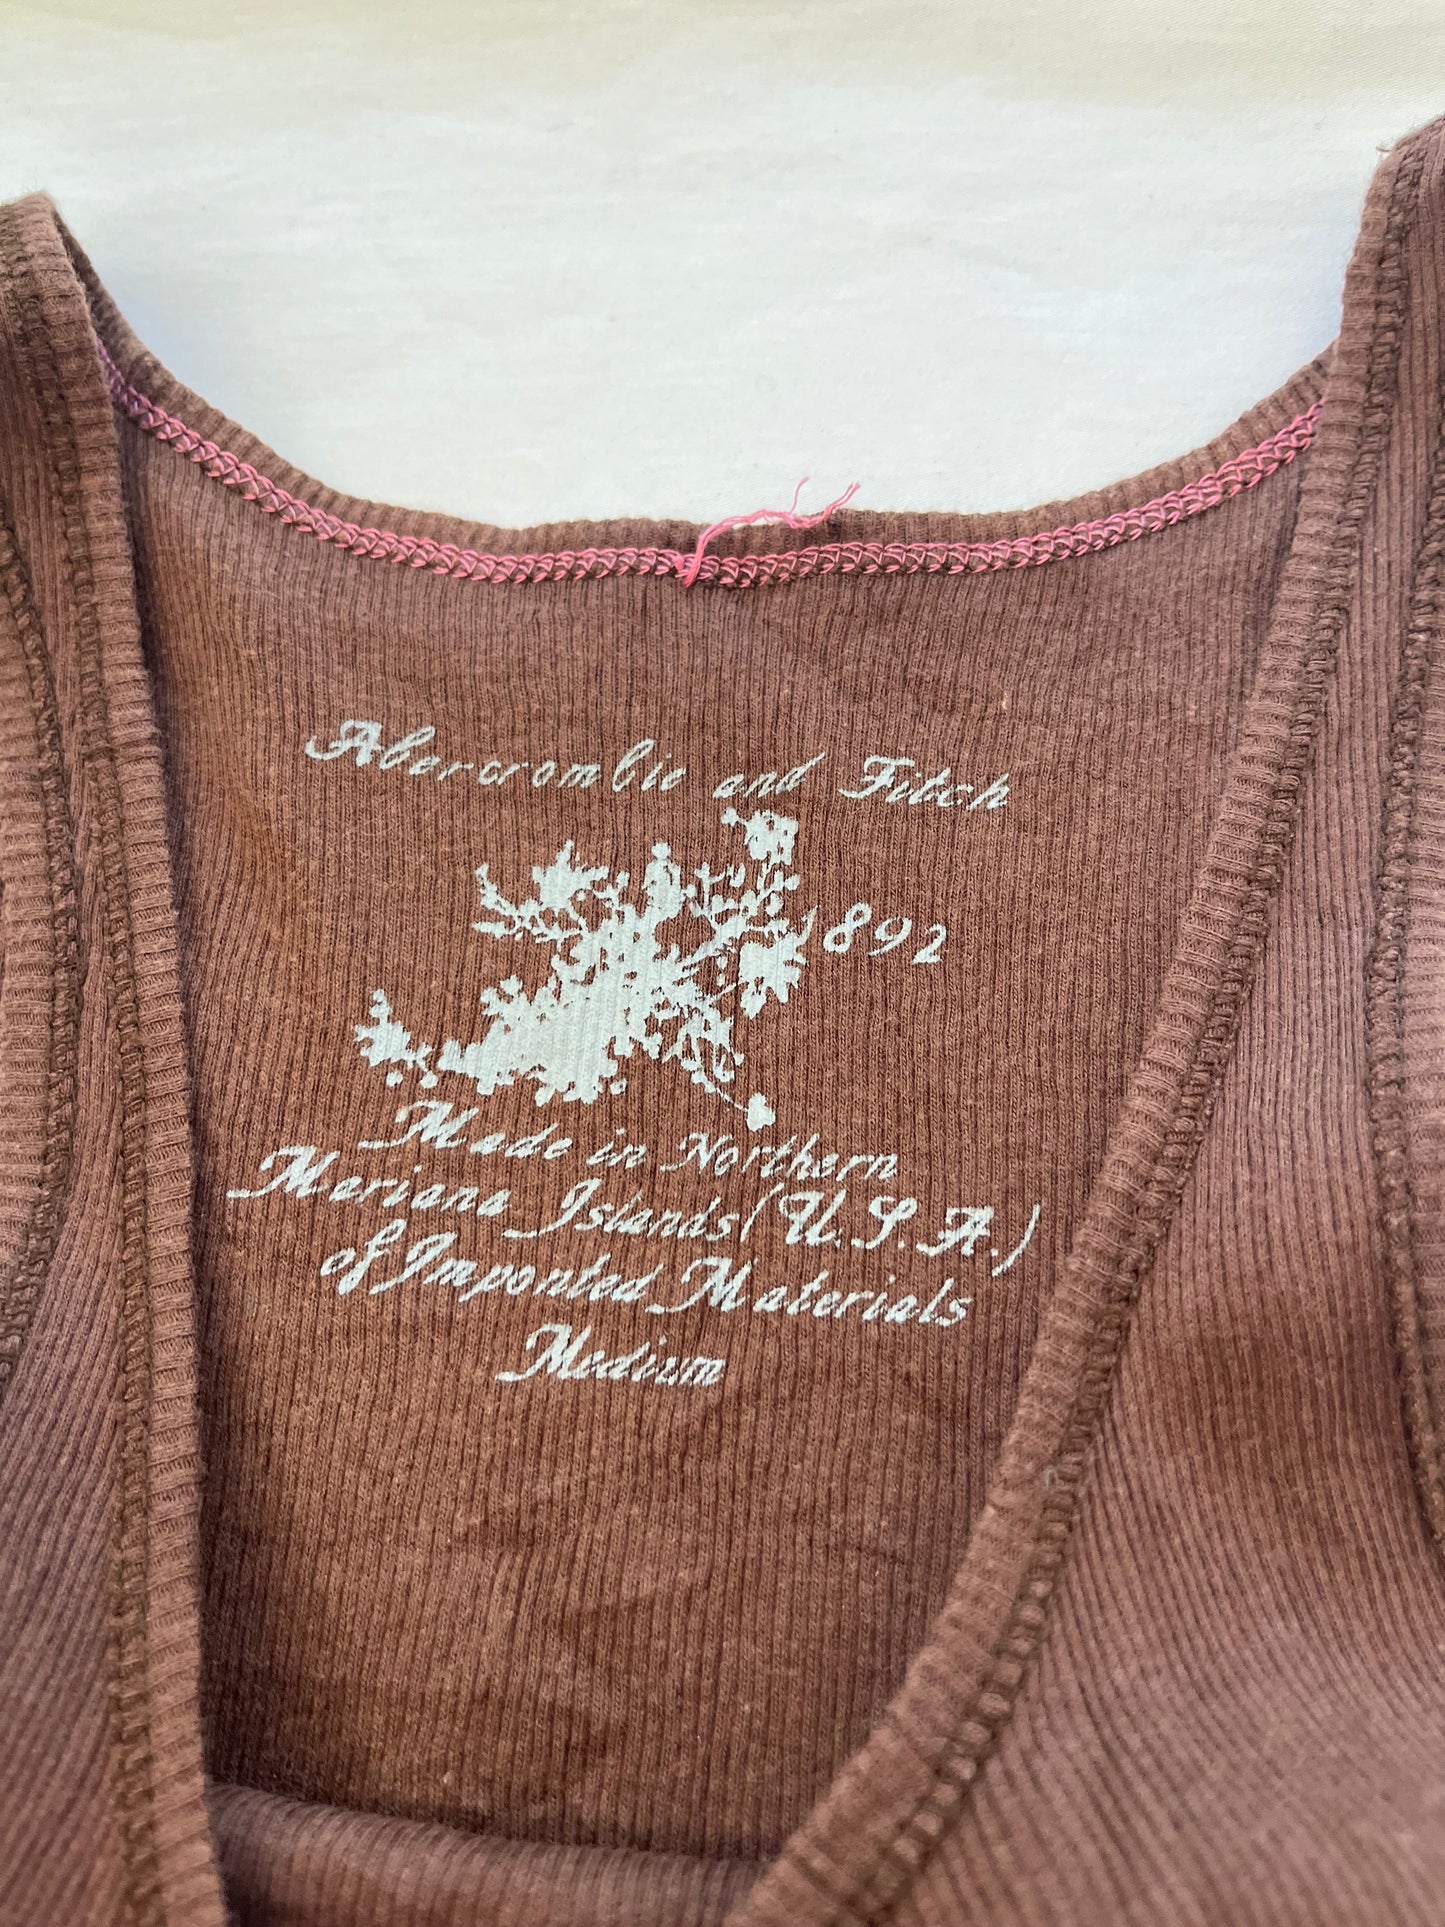 Abercrombie and Fitch
1892
Made in Northern
Mariana Islands (U.S.A.)
of Imported Materials
Medium